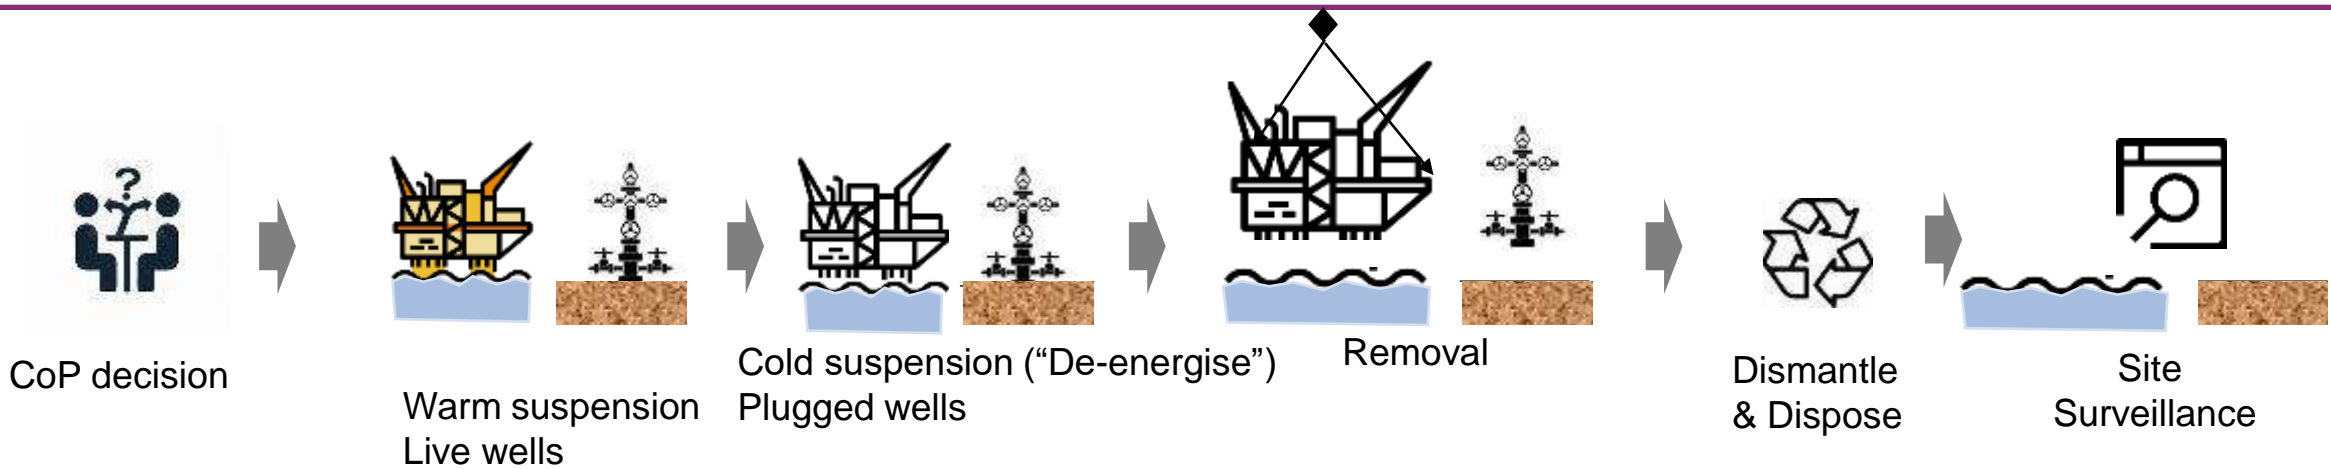 ?
CoP decision
Warm suspension
Live wells
Cold suspension (“De-energise”)
Plugged wells
Removal
Dismantle
& Dispose
Site
Surveillance